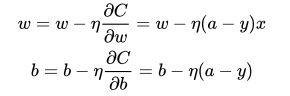 w = w − η ∂C/∂w = w − η(a − y)x
b = b − η ∂C/∂b = b − η(a − y)